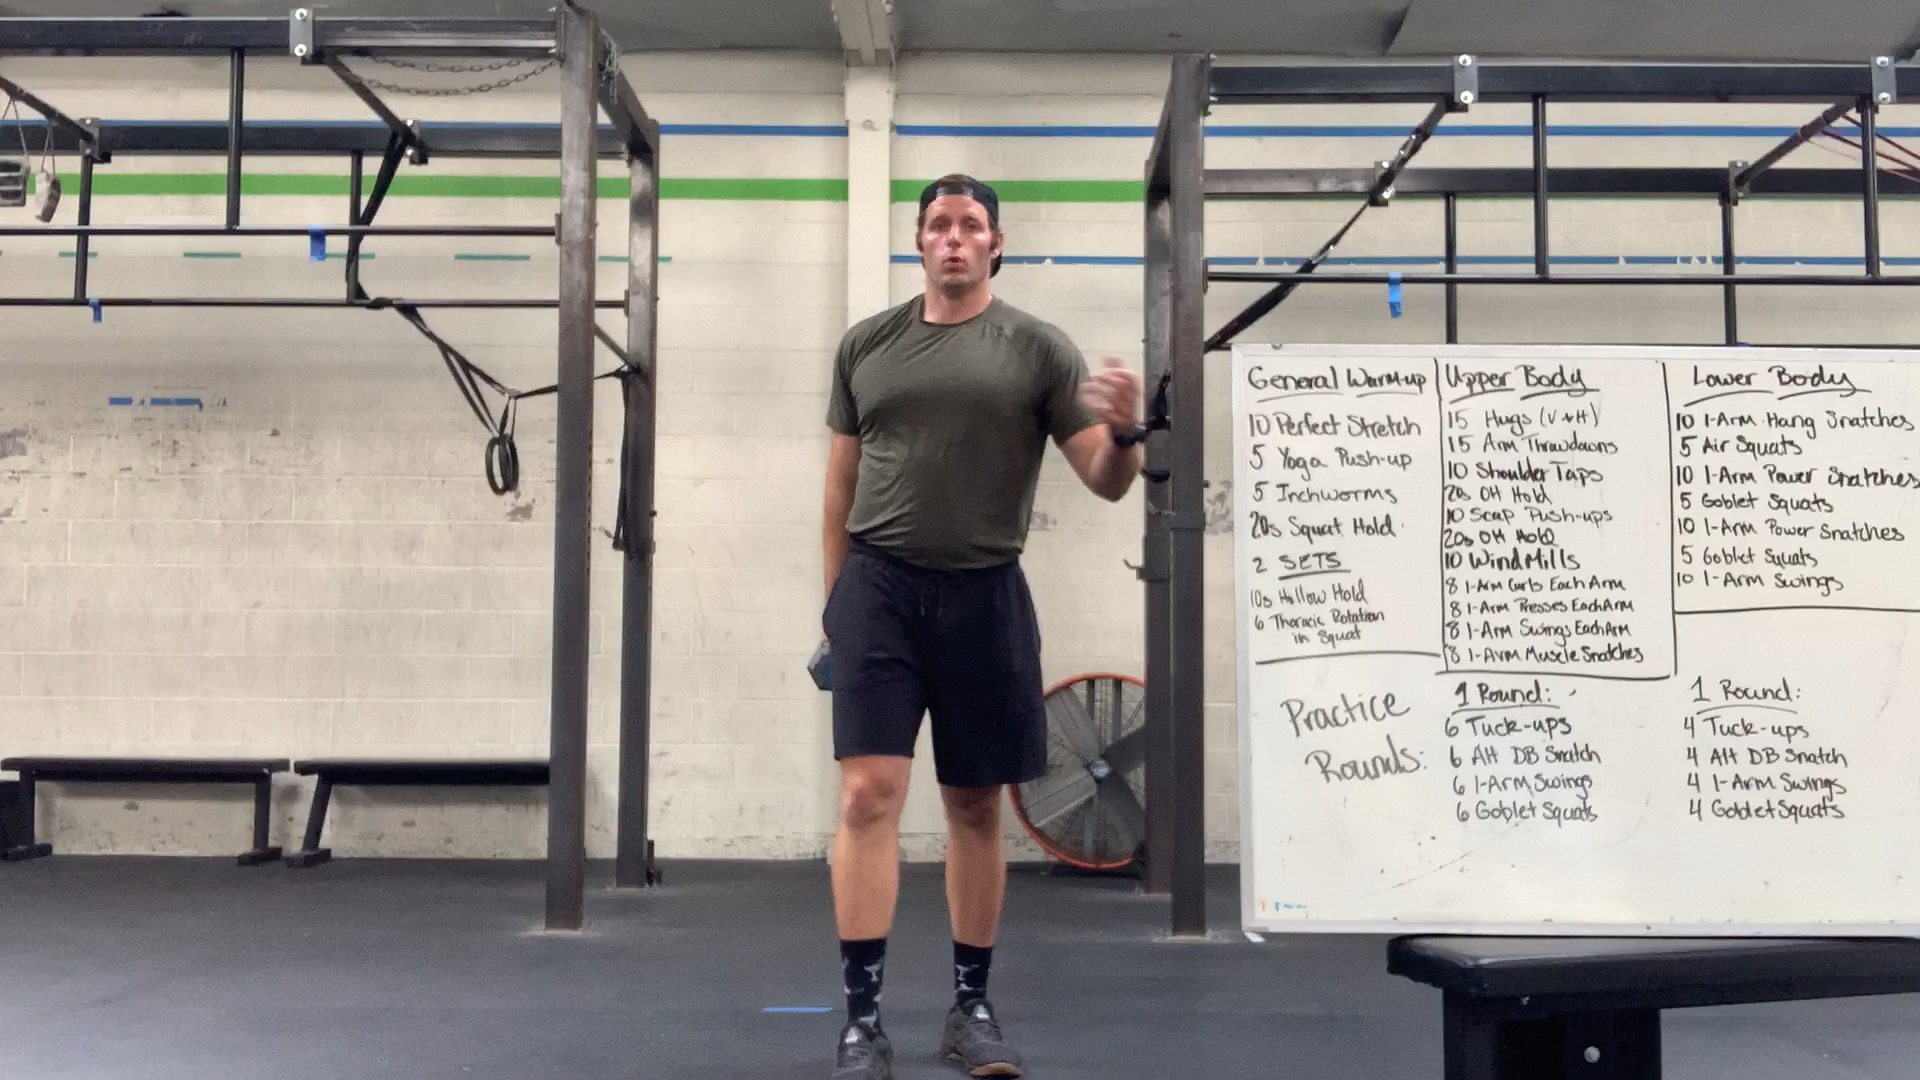 General Warm-up
10 Perfect Stretch
5 Yoga Push-up
5 Inchworms
20s Squat Hold
2 SETS
10s Hollow Hold
6 Thoracic Rotation
in Squat
Upper Body
15 Hugs (V+H)
15 Arm Throwdowns
10 Shoulder Taps
20s OH Hold
10 Scap Push-ups
20s OH Hold
10 WindMills
8 1-Arm Curls Each Arm
8 1-Arm Presses Each Arm
8 1-Arm Swings Each Arm
8 1-Arm Muscle Snatches
Lower Body
10 1-Arm Hang Snatches
5 Air Squats
10 1-Arm Power Snatches
5 Goblet Squats
10 1-Arm Power Snatches
5 Goblet Squats
10 1-Arm Swings
Practice
Rounds:
1 Round:
6 Tuck-ups
6 Alt DB Snatch
6 1-Arm Swings
6 Goblet Squats
1 Round:
4 Tuck-ups
4 Alt DB Snatch
4 1-Arm Swings
4 Goblet Squats